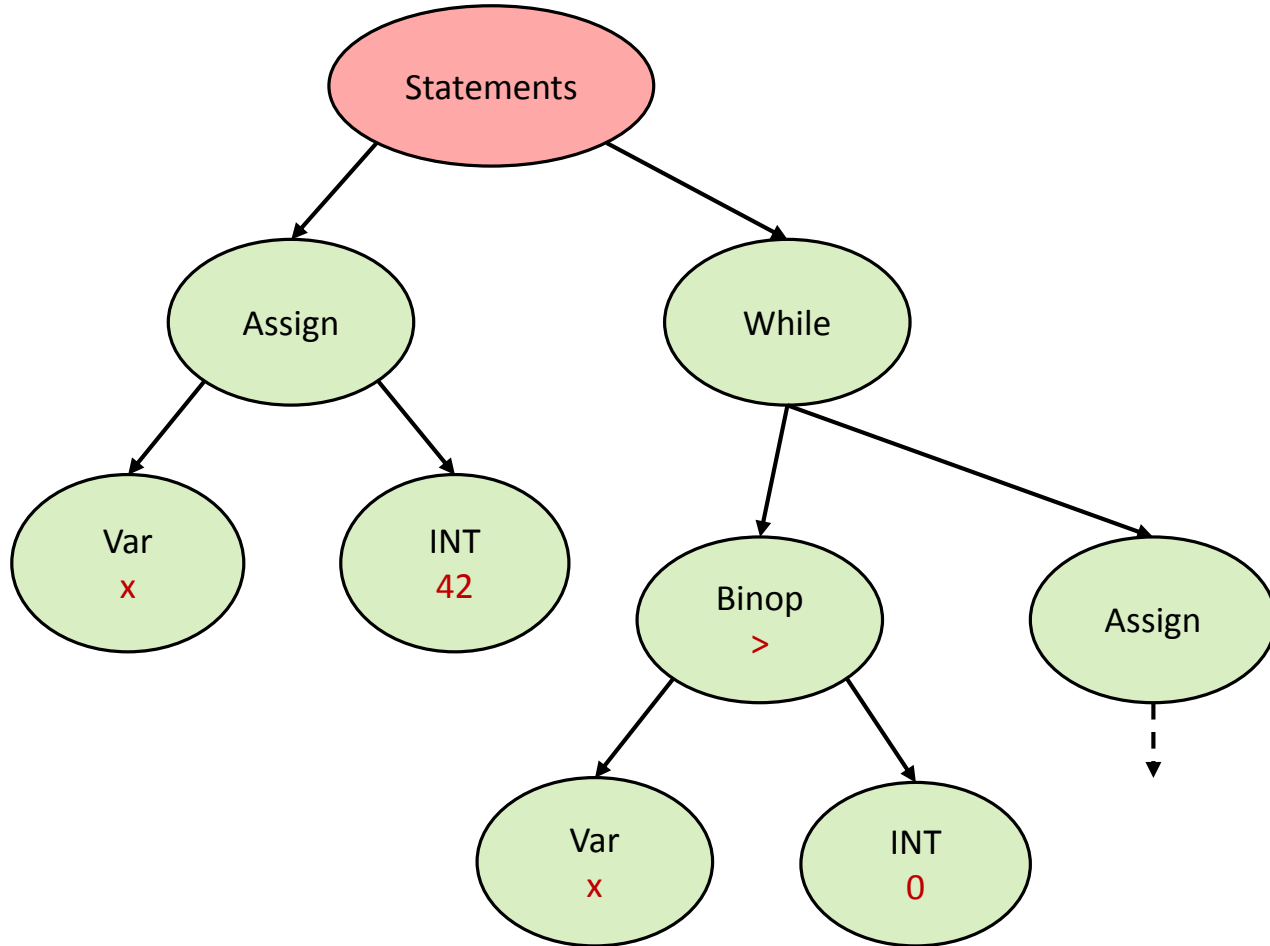 Statements
Assign
While
Var
x
INT
42
Binop
>
Assign
Var
x
INT
0